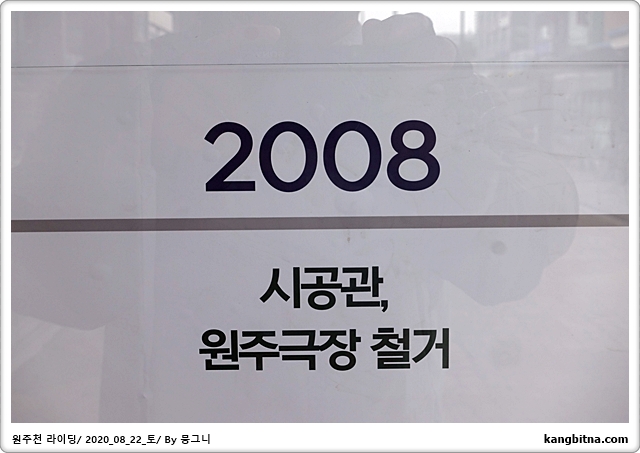 2008
시공관,
원주극장 철거
원주천 라이딩/ 2020_08_22_토/ By 뭉그니
kangbitna.com